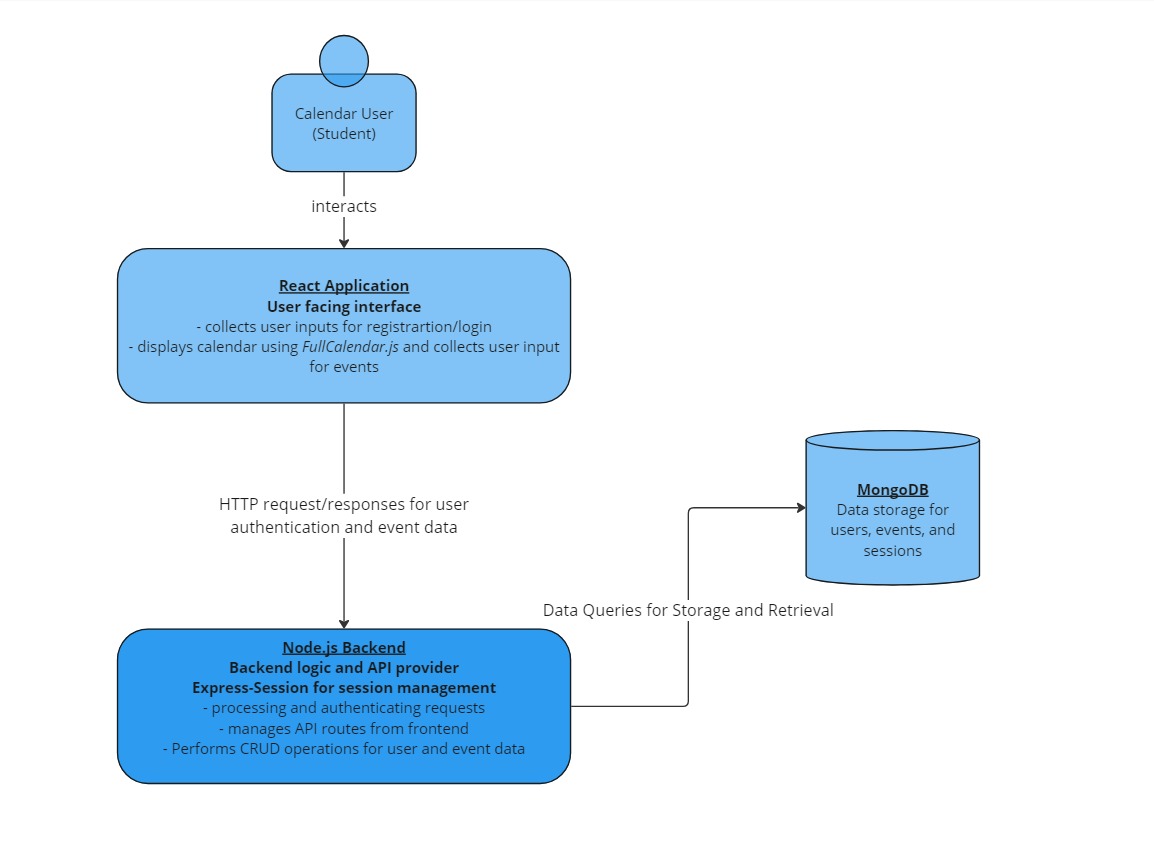 Calendar User
(Student)
interacts
React Application
User facing interface
- collects user inputs for registrartion/login
- displays calendar using FullCalendar.js and collects user input
for events
HTTP request/responses for user
authentication and event data
MongoDB
Data storage for
users, events, and
sessions
Data Queries for Storage and Retrieval
Node.js Backend
Backend logic and API provider
Express-Session for session management
- processing and authenticating requests
- manages API routes from frontend
- Performs CRUD operations for user and event data